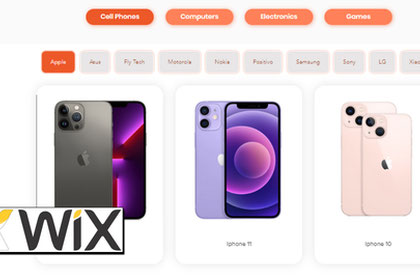 Cell Phones Computers Electronics Games
Apple Asus Fly Tech Motorola Nokia Positivo Samsung Sony LG
WiX
Iphone 11 Iphone 10